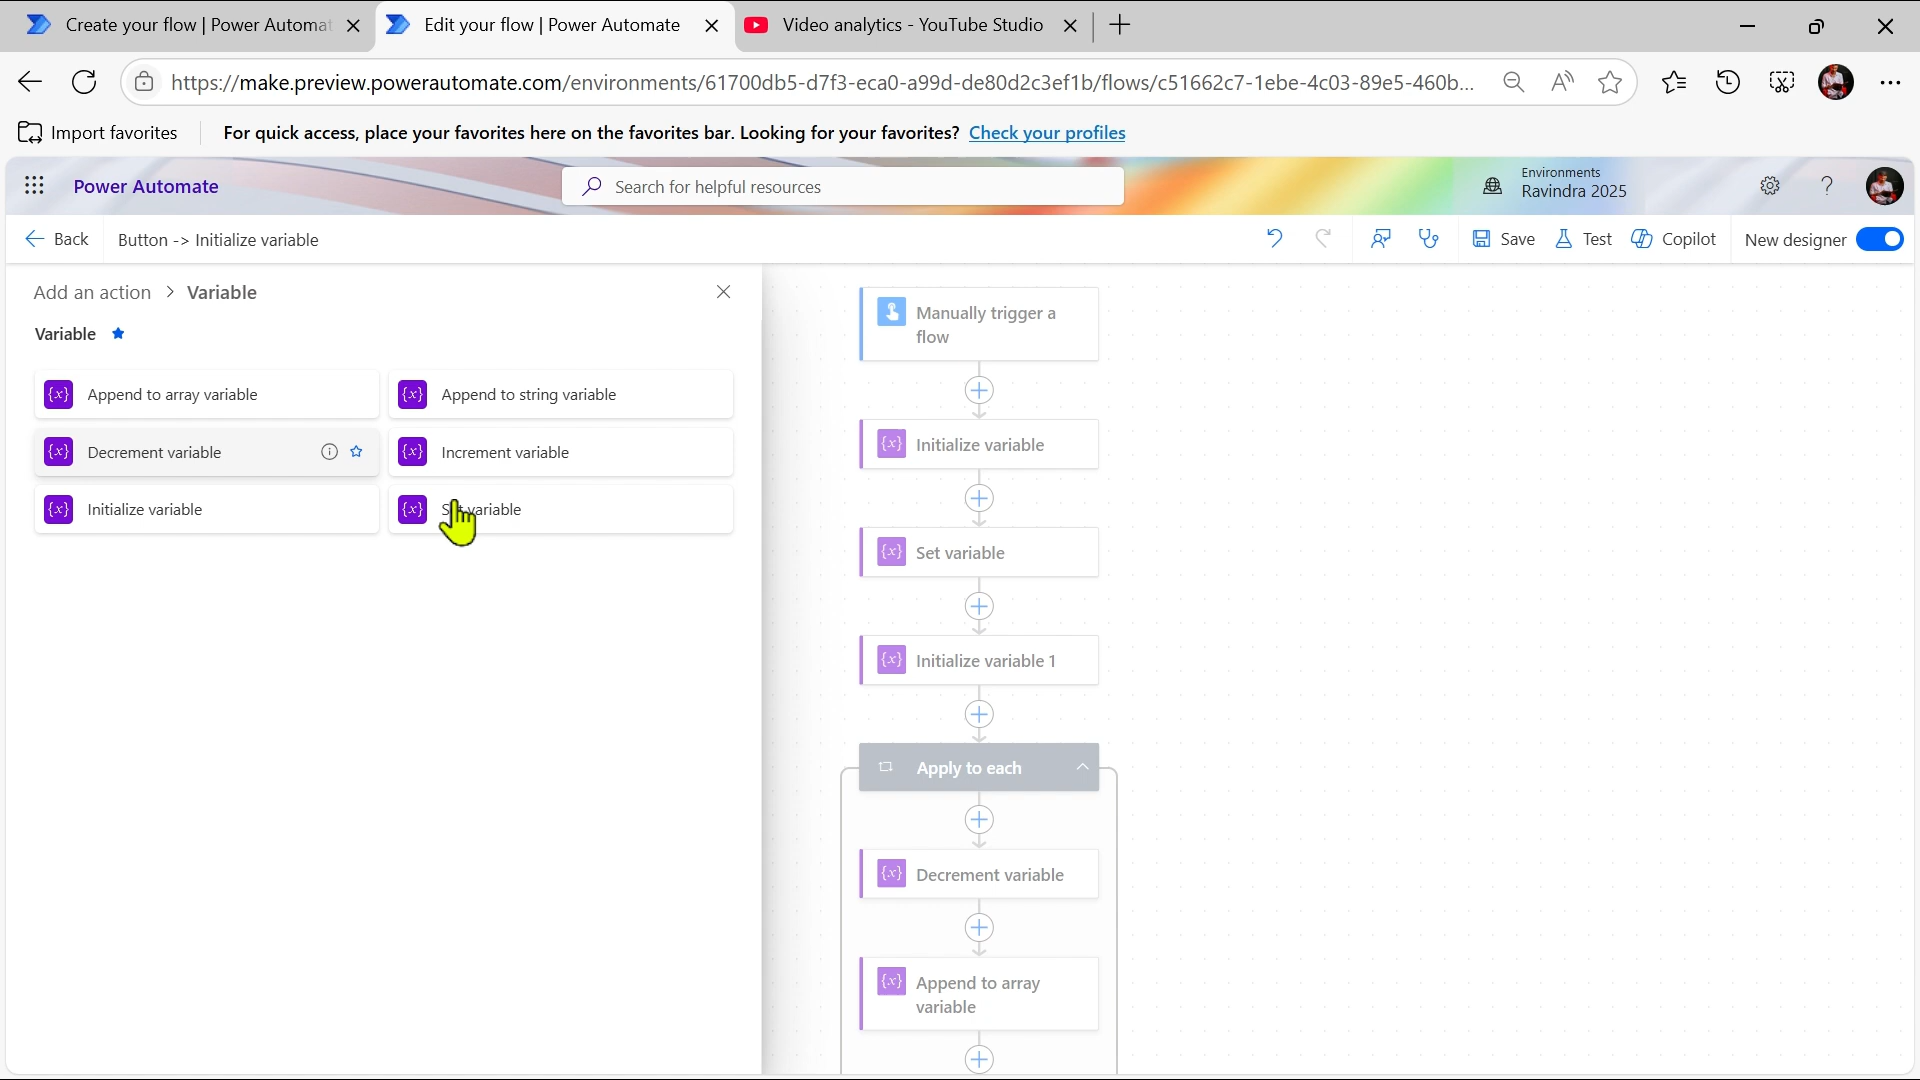 Create your flow | Power Automat
Edit your flow | Power Automate
Video analytics - YouTube Studio
https://make.preview.powerautomate.com/environments/61700db5-d7f3-eca0-a99d-de80d2c3ef1b/flows/c51662c7-1ebe-4c03-89e5-460b...
Import favorites
For quick access, place your favorites here on the favorites bar. Looking for your favorites? Check your profiles
Power Automate
Search for helpful resources
Environments
Ravindra 2025
Back
Button -> Initialize variable
Save
Test
Copilot
New designer
Add an action > Variable
Variable
{x} Append to array variable
{x} Append to string variable
{x} Decrement variable
{x} Increment variable
{x} Initialize variable
{x} Set variable
Manually trigger a
flow
{x} Initialize variable
{x} Set variable
{x} Initialize variable 1
Apply to each
{x} Decrement variable
{x} Append to array
variable